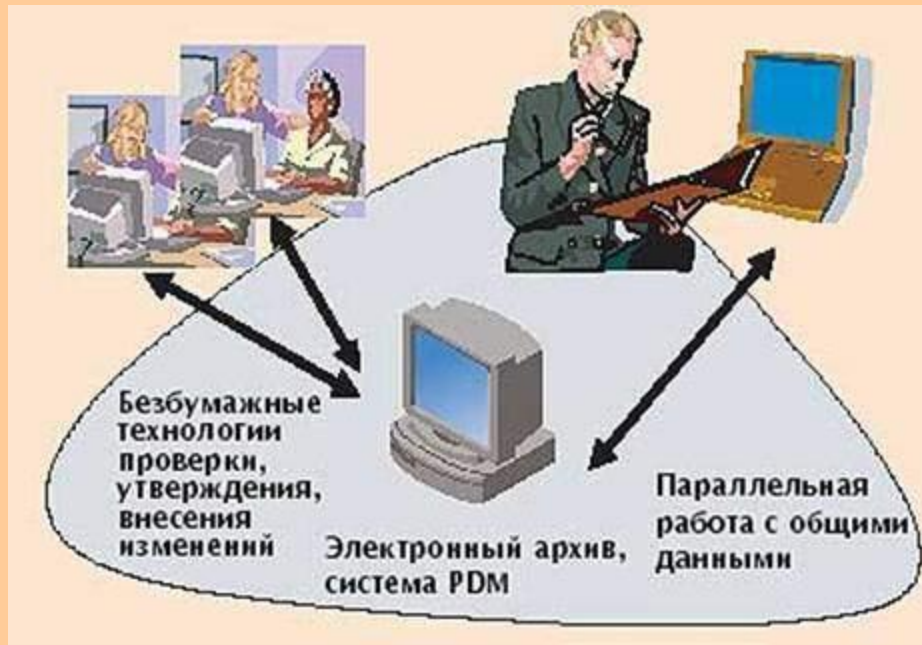 Безбумажные
технологии
проверки,
утверждения,
внесения
изменений
Электронный архив,
система PDM
Параллельная
работа с общими
данными